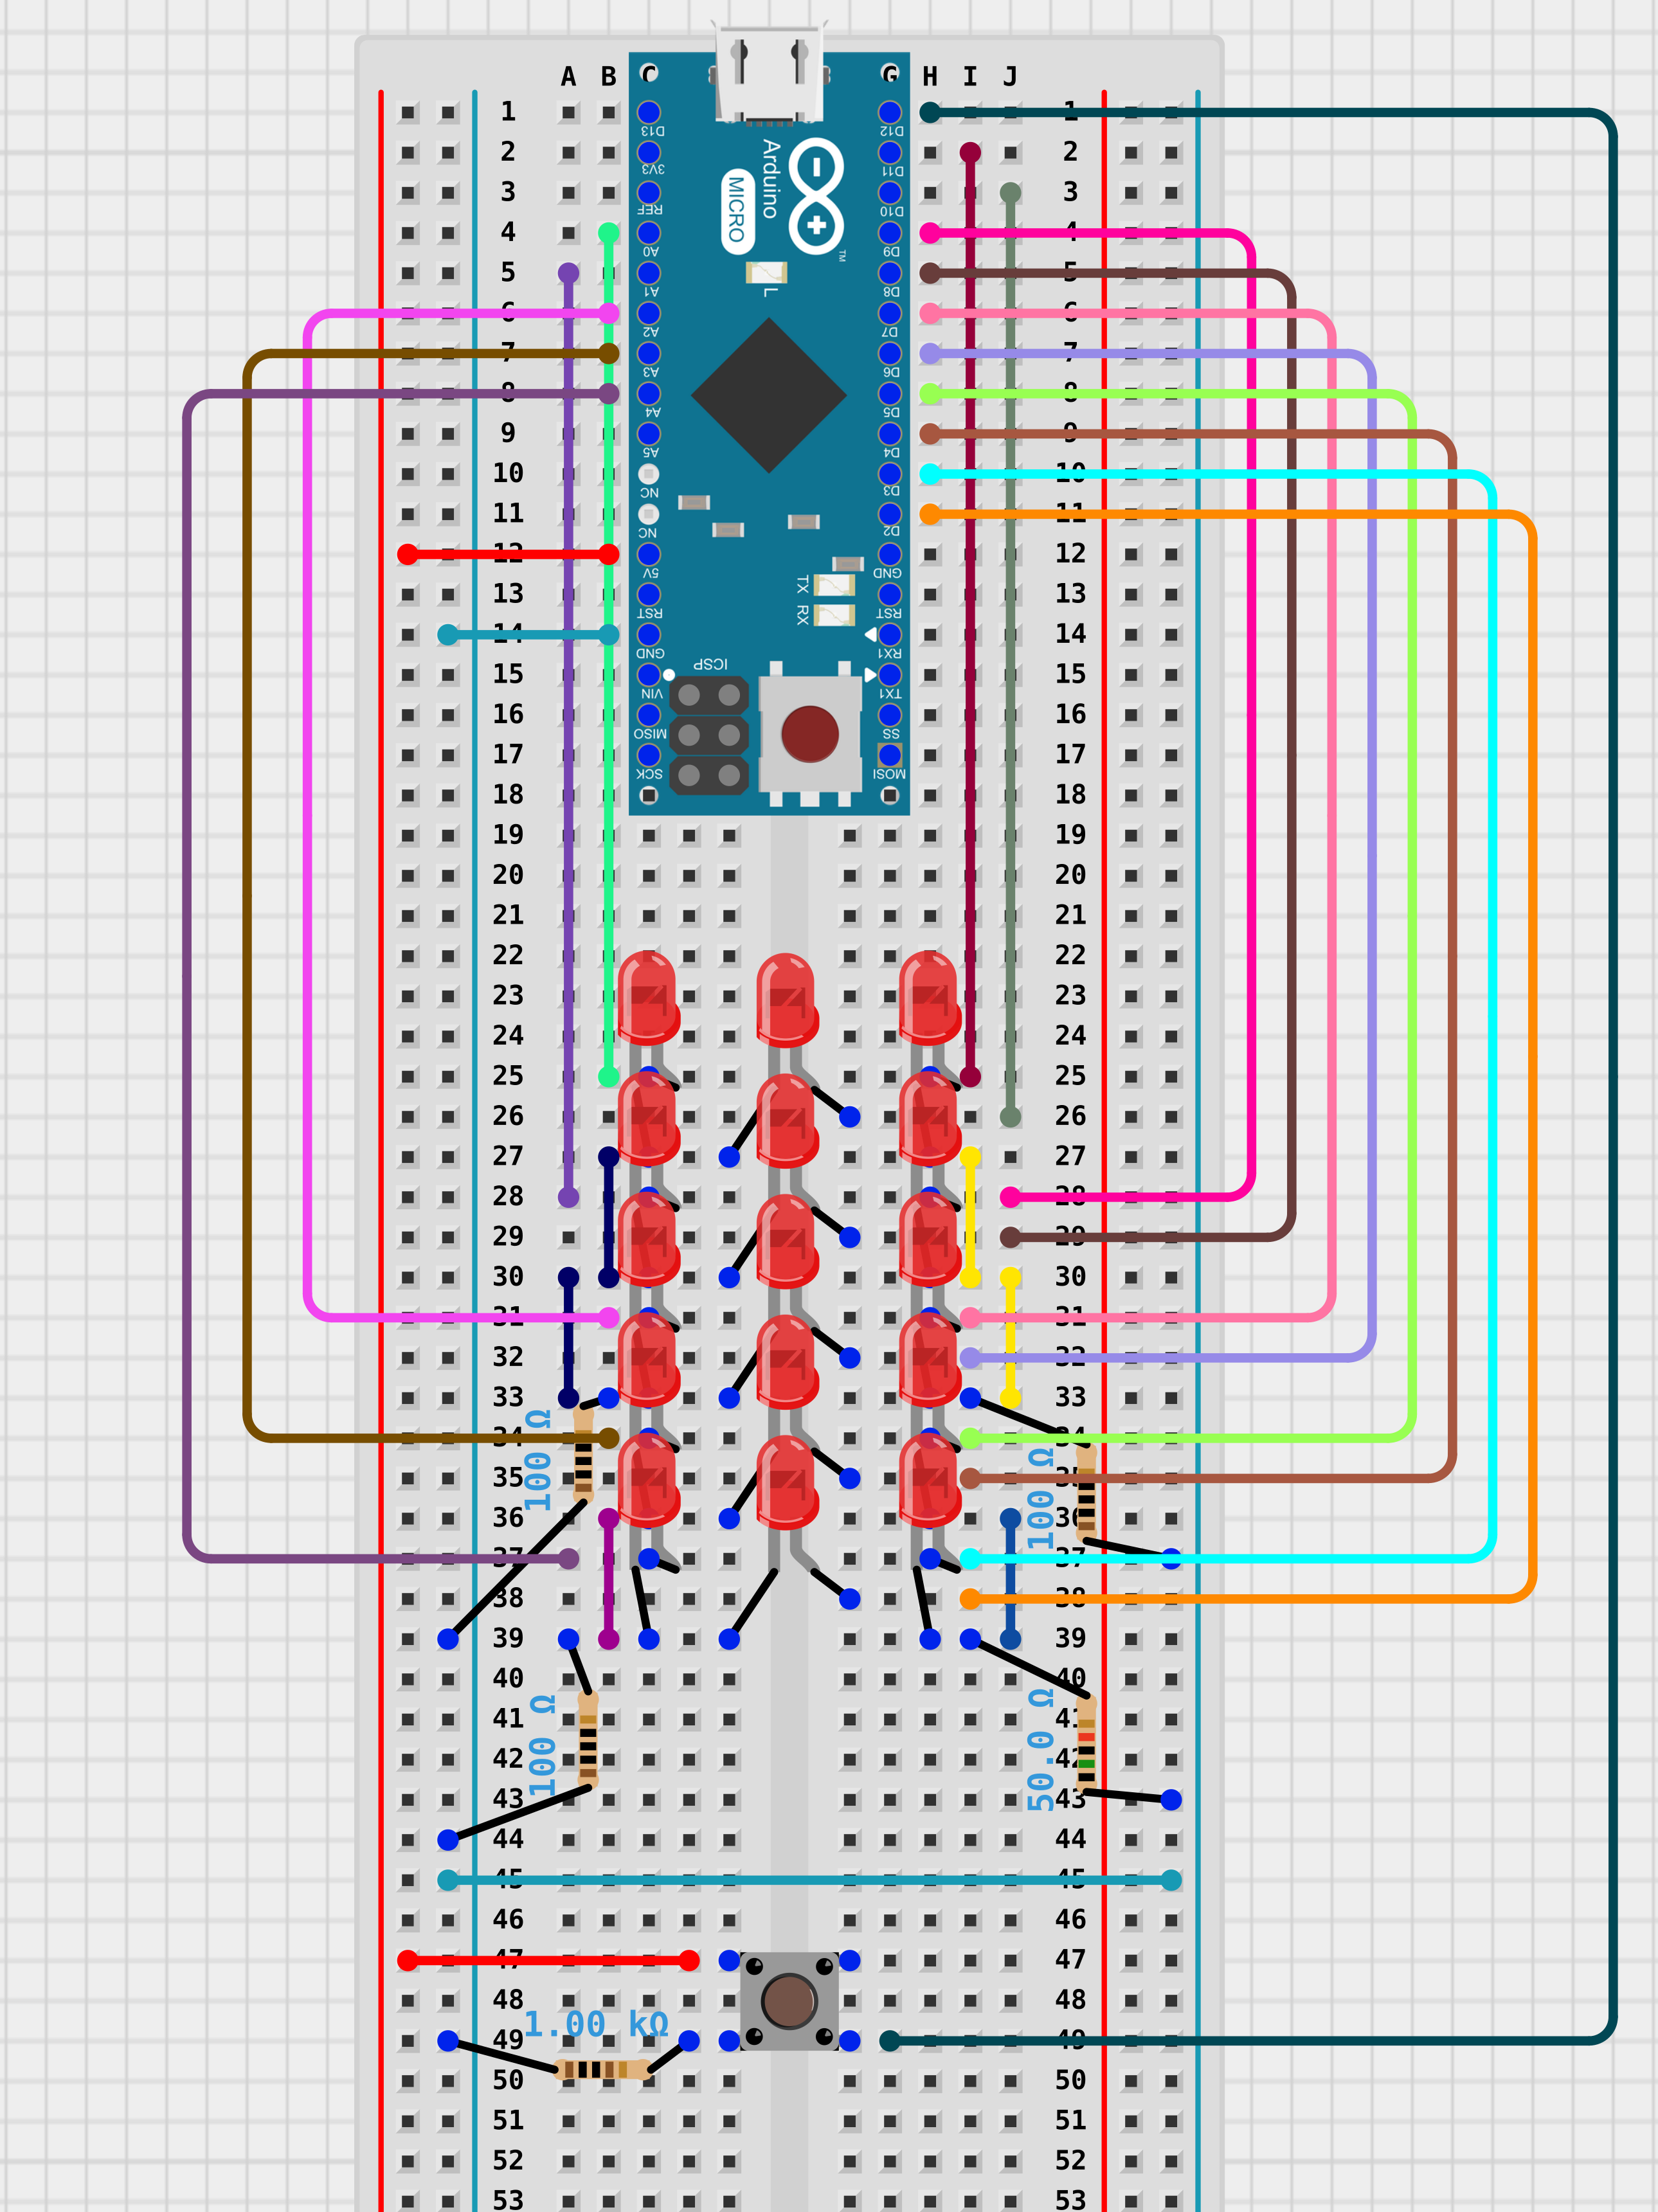 A B C G H I J
1 1
D13 D12
2 2
3V3 D11
Arduino
MICRO
3 3
REF D10
4 4
A0 D9
TM
5 5
A1 D8
L
6 6
A2 D7
7 7
A3 D6
8 8
A4 D5
9 9
A5 D4
10 10
NC D3
11 11
NC D2
12 12
5V GND
TX
13 13
RST RST
RX
14 14
GND RX1
ICSP
15 15
VIN TX1
16 16
MISO SS
17 17
SCK MOSI
18 18
19 19
20 20
21 21
22 22
23 23
24 24
25 25
26 26
27 27
28 28
29 29
30 30
31 31
32 32
33 33
34 34
100 Ω
35 35
100 Ω
36 36
37 37
38 38
39 39
40 40
41 41
100 Ω
42 42
50.0 Ω
43 43
44 44
45 45
46 46
47 47
48 48
1.00 kΩ
49 49
50 50
51 51
52 52
53 53